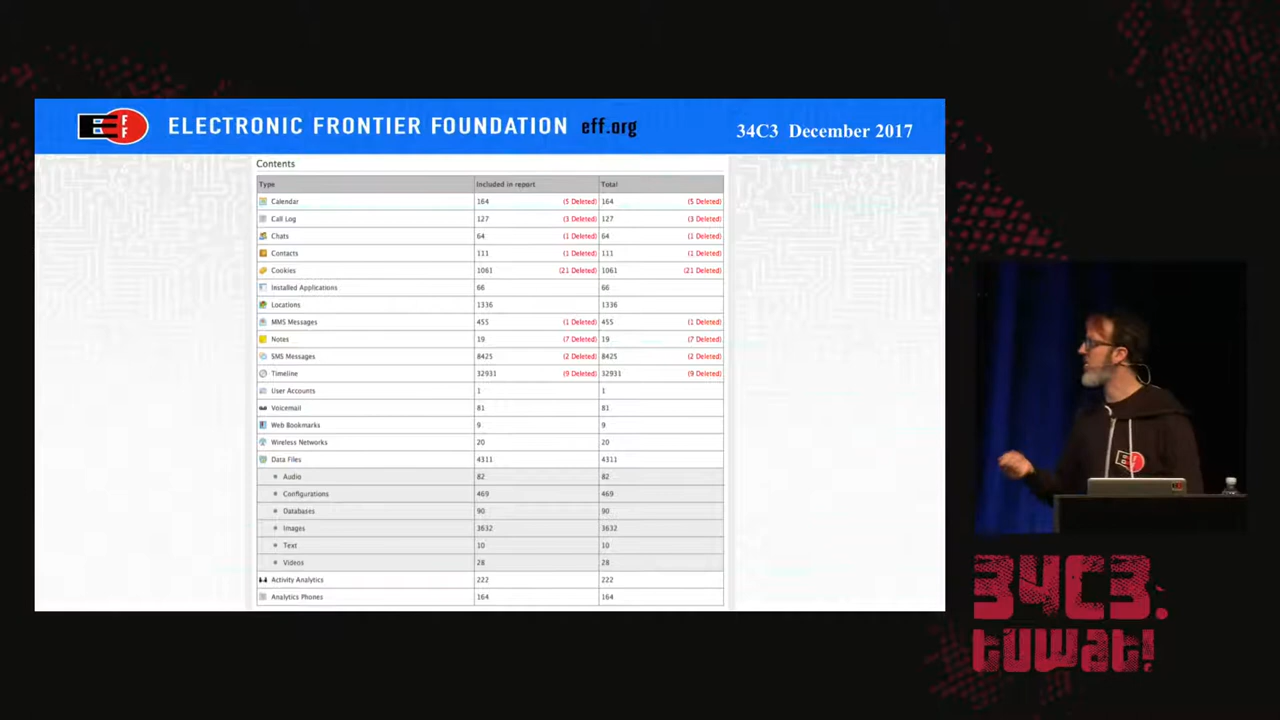 EFF ELECTRONIC FRONTIER FOUNDATION eff.org 34C3 December 2017
Contents
Type Included in report Total
Calendar 164 (5 Deleted) 164 (5 Deleted)
Call Log 127 (3 Deleted) 127 (3 Deleted)
Chats 64 (1 Deleted) 64 (1 Deleted)
Contacts 111 (1 Deleted) 111 (1 Deleted)
Cookies 1061 (21 Deleted) 1061 (21 Deleted)
Installed Applications 66 66
Locations 1336 1336
MMS Messages 455 (1 Deleted) 455 (1 Deleted)
Notes 19 (7 Deleted) 19 (7 Deleted)
SMS Messages 8425 (2 Deleted) 8425 (2 Deleted)
Timeline 32931 (9 Deleted) 32931 (9 Deleted)
User Accounts 1 1
Voicemail 81 81
Web Bookmarks 9 9
Wireless Networks 20 20
Data Files 4311 4311
Audio 82 82
Configurations 469 469
Databases 90 90
Images 3632 3632
Text 10 10
Videos 28 28
Activity Analytics 222 222
Analytics Phones 164 164
34C3.
tuwat!